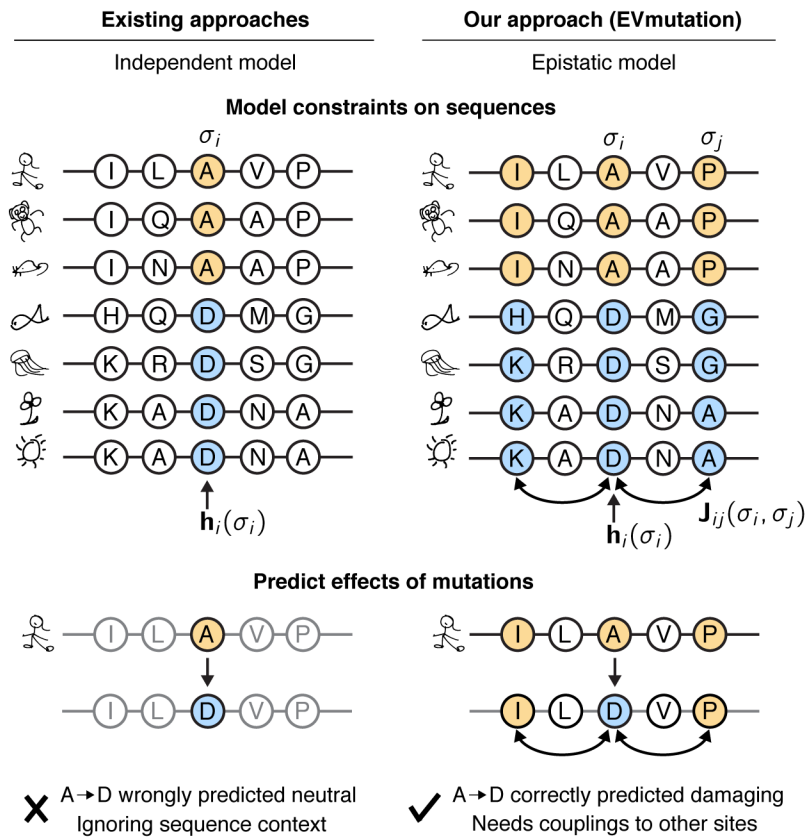 Existing approaches
Our approach (EVmutation)
Independent model
Epistatic model
Model constraints on sequences
σi
σi σj
I L A V P
I L A V P
I Q A A P
I Q A A P
I N A A P
I N A A P
H Q D M G
H Q D M G
K R D S G
K R D S G
K A D N A
K A D N A
K A D N A
K A D N A
hi(σi)
Jij(σi, σj)
hi(σi)
Predict effects of mutations
I L A V P
I L A V P
I L D V P
I L D V P
A→D wrongly predicted neutral
Ignoring sequence context
A→D correctly predicted damaging
Needs couplings to other sites